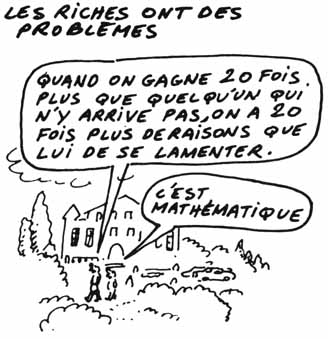 LES RICHES ONT DES
PROBLÈMES
QUAND ON GAGNE 20 FOIS.
PLUS QUE QUELQU'UN QUI
N'Y ARRIVE PAS, ON A 20
FOIS PLUS DE RAISONS QUE
LUI DE SE LAMENTER.
C'EST
MATHÉMATIQUE